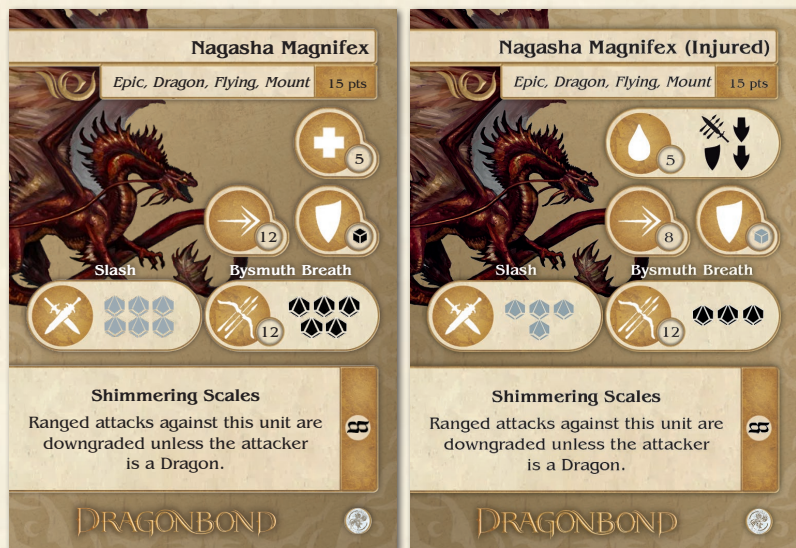 Nagasha Magnifex
Epic, Dragon, Flying, Mount 15 pts
5
12
Slash Bysmuth Breath
12
Shimmering Scales
Ranged attacks against this unit are
downgraded unless the attacker
is a Dragon.
DRAGONBOND
Nagasha Magnifex (Injured)
Epic, Dragon, Flying, Mount 15 pts
5
8
Slash Bysmuth Breath
12
Shimmering Scales
Ranged attacks against this unit are
downgraded unless the attacker
is a Dragon.
DRAGONBOND